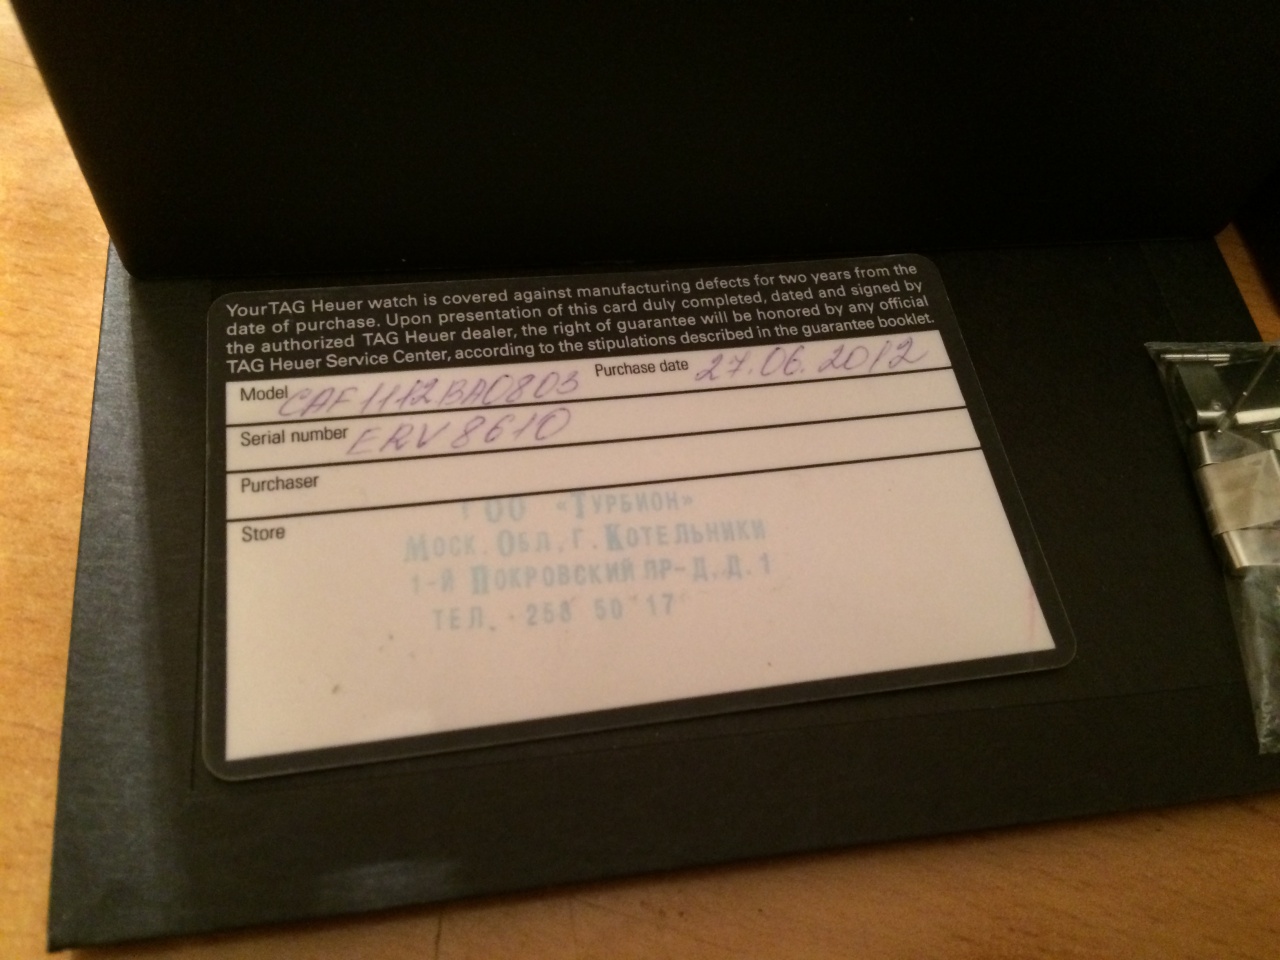 Your TAG Heuer watch is covered against manufacturing defects for two years from the
date of purchase. Upon presentation of this card duly completed, dated and signed by
the authorized TAG Heuer dealer, the right of guarantee will be honored by any official
TAG Heuer Service Center, according to the stipulations described in the guarantee booklet.
Model CAF1112BA0803 Purchase date 27.06.2012
Serial number ERV8610
Purchaser
Store
ОО «Турбион»
Моск. Обл. г. Котельники
1-й Покровский пр-д, д. 1
тел. 258 50 17